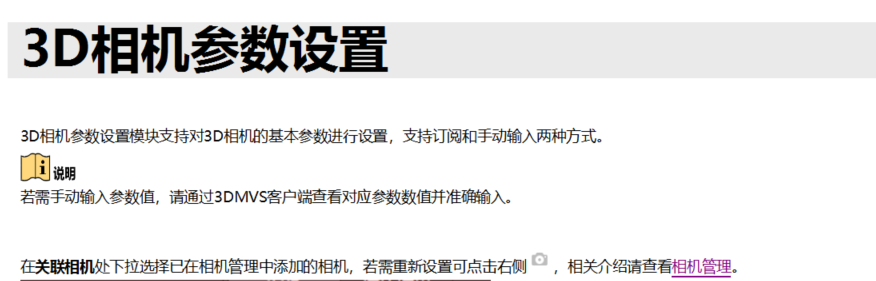 3D相机参数设置
3D相机参数设置模块支持对3D相机的基本参数进行设置，支持订阅和手动输入两种方式。
说明
若需手动输入参数值，请通过3DMVS客户端查看对应参数数值并准确输入。
在关联相机处下拉选择已在相机管理中添加的相机，若需重新设置可点击右侧 ，相关介绍请查看相机管理。